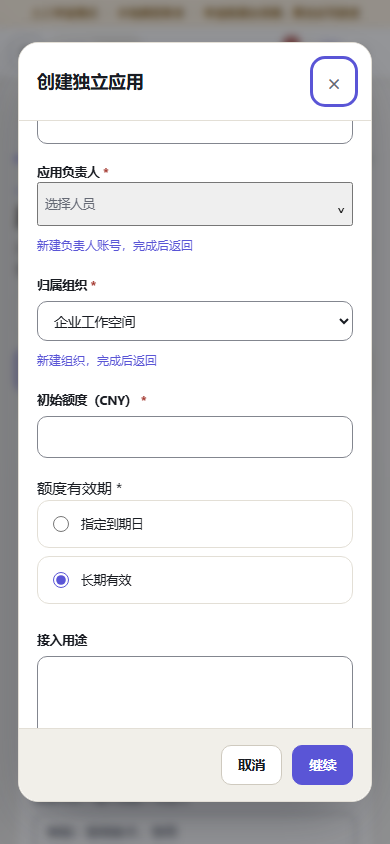 创建独立应用
×
应用负责人 *
选择人员
新建负责人账号，完成后返回
归属组织 *
企业工作空间
新建组织，完成后返回
初始额度（CNY） *
额度有效期 *
指定到期日
长期有效
接入用途
取消
继续